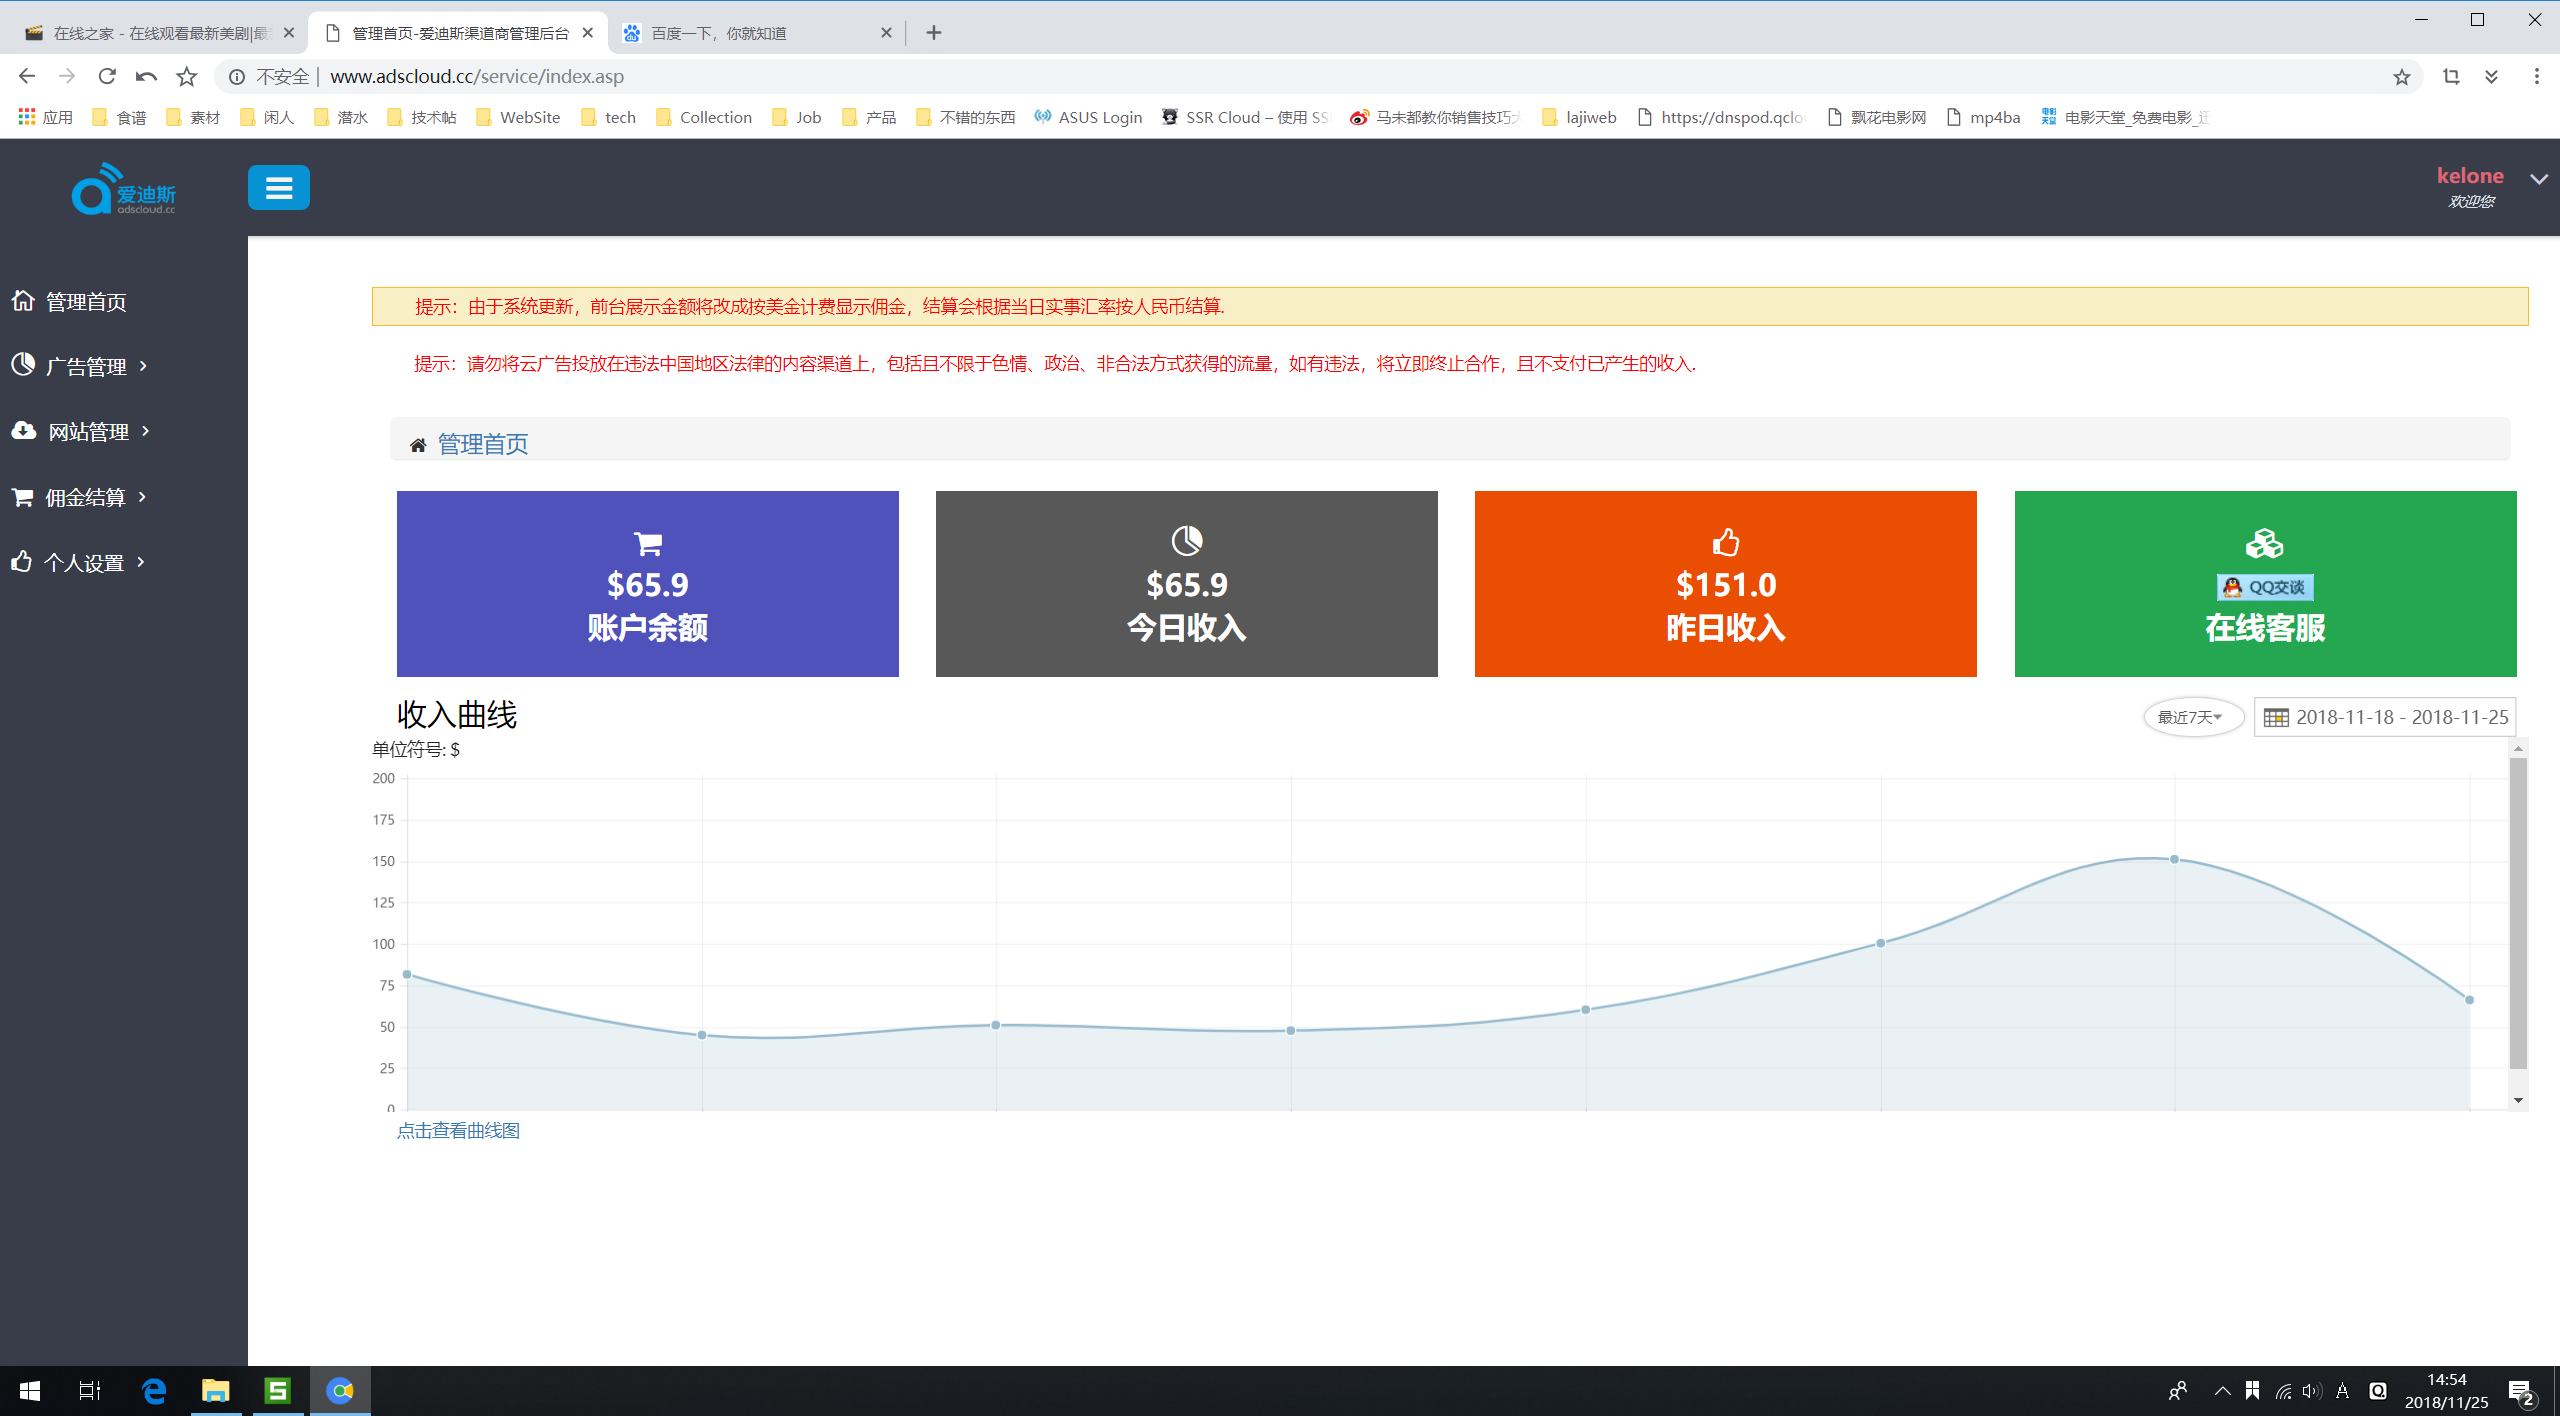 在线之家 - 在线观看最新美剧|最
管理首页-爱迪斯渠道商管理后台
百度一下，你就知道
不安全 | www.adscloud.cc/service/index.asp
应用 食谱 素材 闲人 潜水 技术帖 WebSite tech Collection Job 产品 不错的东西 ASUS Login SSR Cloud – 使用 SS 马未都教你销售技巧 lajiweb https://dnspod.qclo 飘花电影网 mp4ba 电影天堂_免费电影_迅
爱迪斯
adscloud.cc
kelone
欢迎您
管理首页
广告管理
网站管理
佣金结算
个人设置
提示：由于系统更新，前台展示金额将改成按美金计费显示佣金，结算会根据当日实事汇率按人民币结算.
提示：请勿将云广告投放在违法中国地区法律的内容渠道上，包括且不限于色情、政治、非合法方式获得的流量，如有违法，将立即终止合作，且不支付已产生的收入.
管理首页
$65.9
账户余额
$65.9
今日收入
$151.0
昨日收入
QQ交谈
在线客服
收入曲线
最近7天
2018-11-18 - 2018-11-25
单位符号: $
200
175
150
125
100
75
50
25
0
点击查看曲线图
14:54
2018/11/25
2